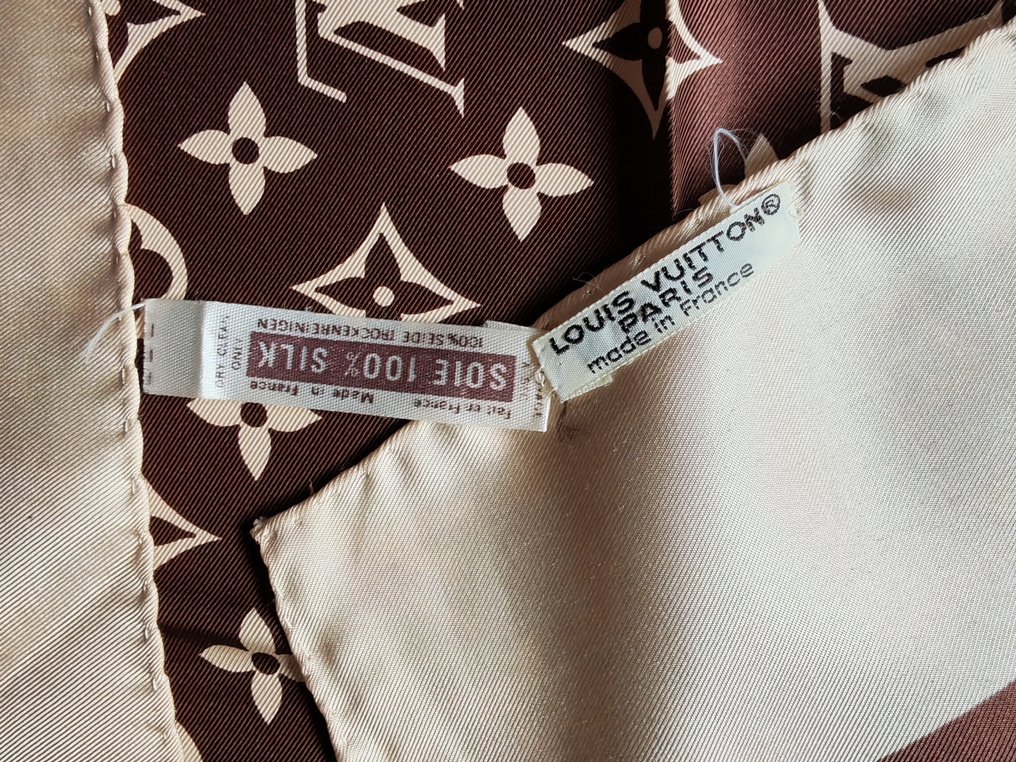 LOUIS VUITTON®
PARIS
made in France
Fait en France Made in France
SOIE 100% SILK
100% SEIDE TROCKENREINIGEN
DRY CLEAN
ONLY